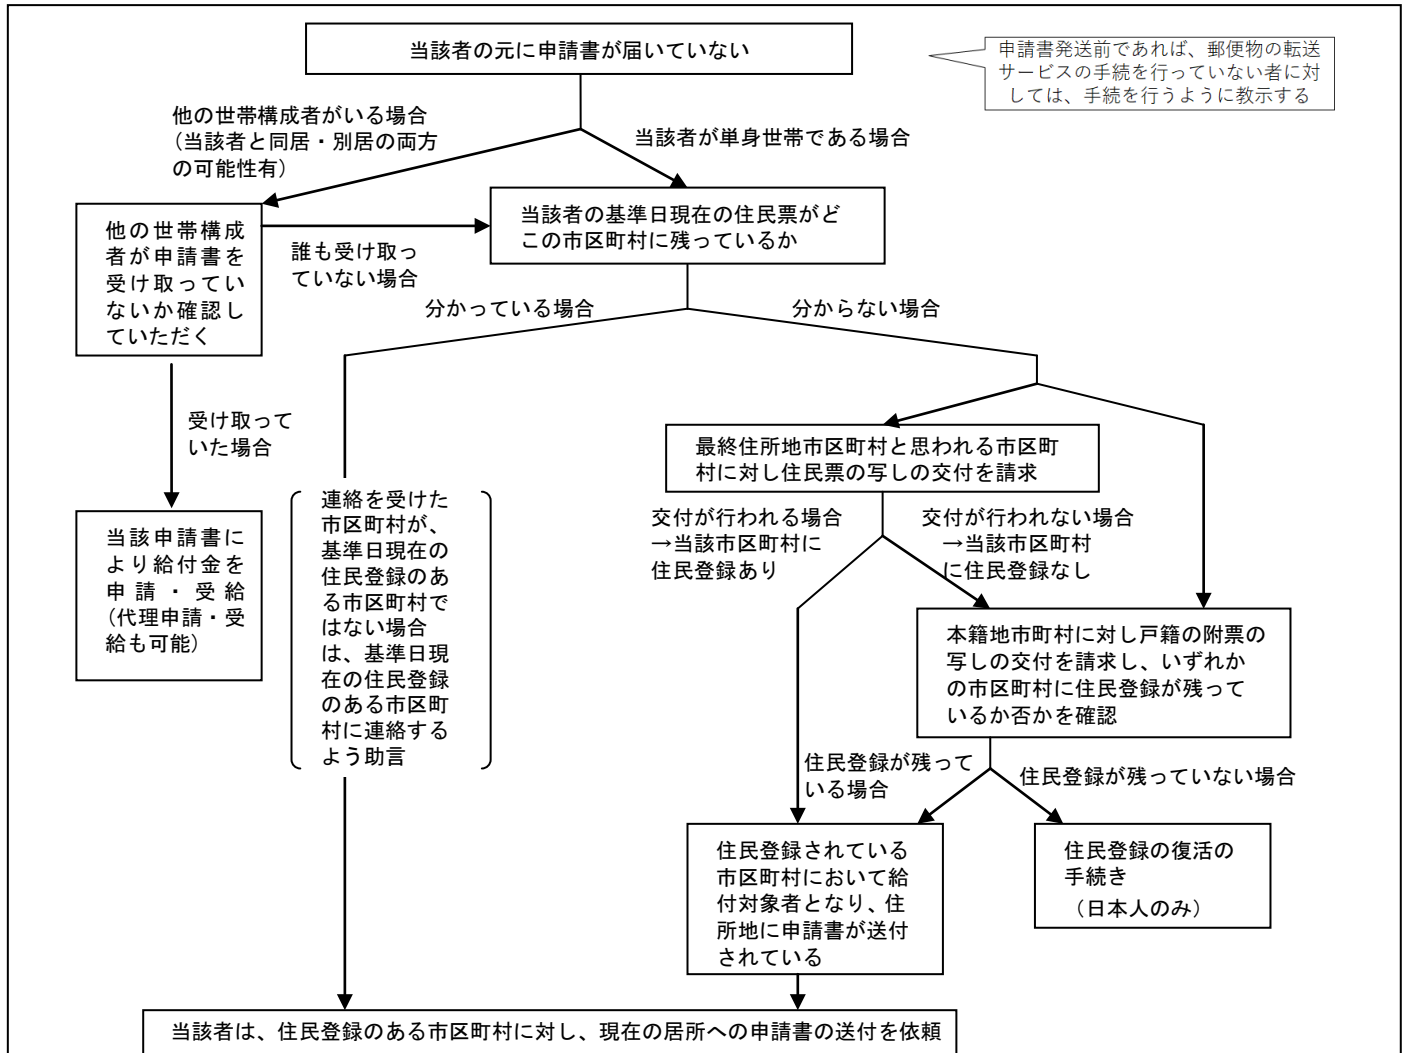 当該者の元に申請書が届いていない
申請書発送前であれば、郵便物の転送
サービスの手続を行っていない者に対
しては、手続を行うように教示する
他の世帯構成者がいる場合
(当該者と同居・別居の両方
の可能性有)
当該者が単身世帯である場合
他の世帯構成
者が申請書を
受け取ってい
ないか確認し
ていただく
誰も受け取っ
ていない場合
当該者の基準日現在の住民票がど
この市区町村に残っているか
分かっている場合
分からない場合
受け取って
いた場合
当該申請書に
より給付金を
申請・受給
(代理申請・受
給も可能)
連絡を受けた
市区町村が、
基準日現在の
住民登録のあ
る市区町村で
はない場合
は、基準日現
在の住民登録
のある市区町
村に連絡する
よう助言
最終住所地市区町村と思われる市区町
村に対し住民票の写しの交付を請求
交付が行われる場合
→当該市区町村に
住民登録あり
交付が行われない場合
→当該市区町村
に住民登録なし
本籍地市町村に対し戸籍の附票の
写しの交付を請求し、いずれか
の市区町村に住民登録が残って
いるか否かを確認
住民登録が残って
いる場合
住民登録が残っていない場合
住民登録されている
市区町村において給
付対象者となり、住
所地に申請書が送付
されている
住民登録の復活の
手続き
(日本人のみ)
当該者は、住民登録のある市区町村に対し、現在の居所への申請書の送付を依頼